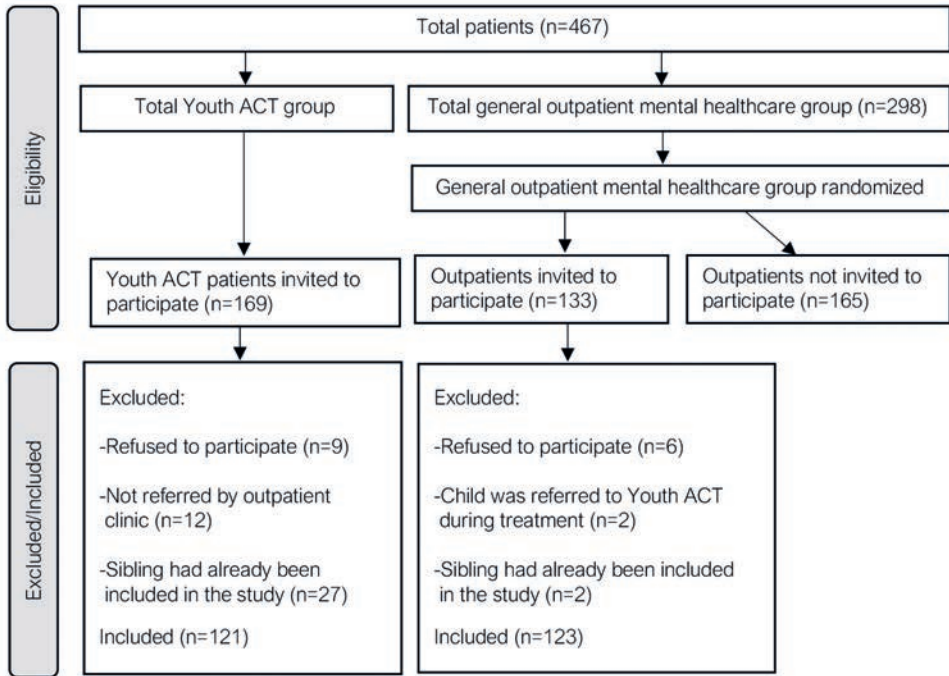 Eligibility
Total patients (n=467)
Total Youth ACT group
Total general outpatient mental healthcare group (n=298)
General outpatient mental healthcare group randomized
Youth ACT patients invited to
participate (n=169)
Outpatients invited to
participate (n=133)
Outpatients not invited to
participate (n=165)
Excluded/Included
Excluded:
-Refused to participate (n=9)
-Not referred by outpatient
clinic (n=12)
-Sibling had already been
included in the study (n=27)
Included (n=121)
Excluded:
-Refused to participate (n=6)
-Child was referred to Youth ACT
during treatment (n=2)
-Sibling had already been included
in the study (n=2)
Included (n=123)